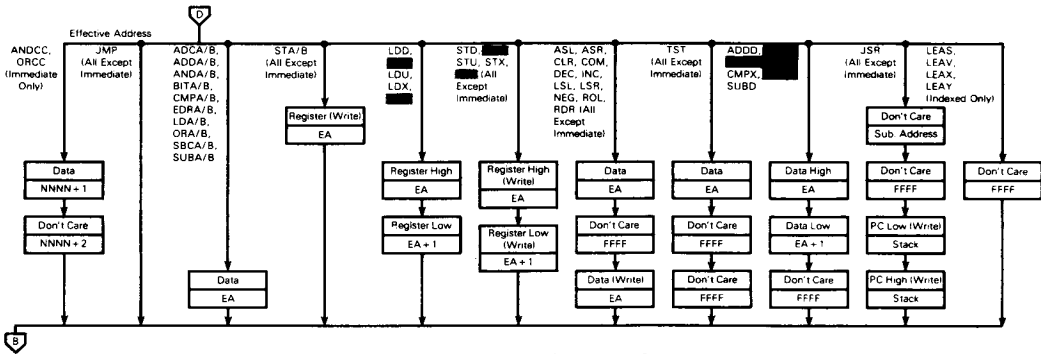 D
Effective Address
ANDCC,
ORCC
(Immediate
Only)
Data
NNNN + 1
Don't Care
NNNN + 2
JMP
(All Except
Immediate)
ADCA/B,
ADDA/B,
ANDA/B,
BITA/B,
CMPA/B,
EDRA/B,
LDA/B,
ORA/B,
SBCA/B,
SUBA/B
Data
EA
STA/B
(All Except
Immediate)
Register (Write)
EA
LDD,
LDU,
LDX,
Register High
EA
Register Low
EA + 1
STD,
STU, STX,
(All
Except
Immediate)
Register High
(Write)
EA
Register Low
(Write)
EA + 1
ASL, ASR,
CLR, COM,
DEC, INC,
LSL, LSR,
NEG, ROL,
RDR (All
Except
Immediate)
Data
EA
Don't Care
FFFF
Data (Write)
EA
TST
(All Except
Immediate)
Data
EA
Don't Care
FFFF
Don't Care
FFFF
ADDD,
CMPX,
SUBD
Data High
EA
Data Low
EA + 1
Don't Care
FFFF
JSR
(All Except
Immediate)
Don't Care
Sub. Address
Don't Care
FFFF
PC Low (Write)
Stack
PC High (Write)
Stack
LEAS,
LEAV,
LEAX,
LEAY
(Indexed Only)
Don't Care
FFFF
B